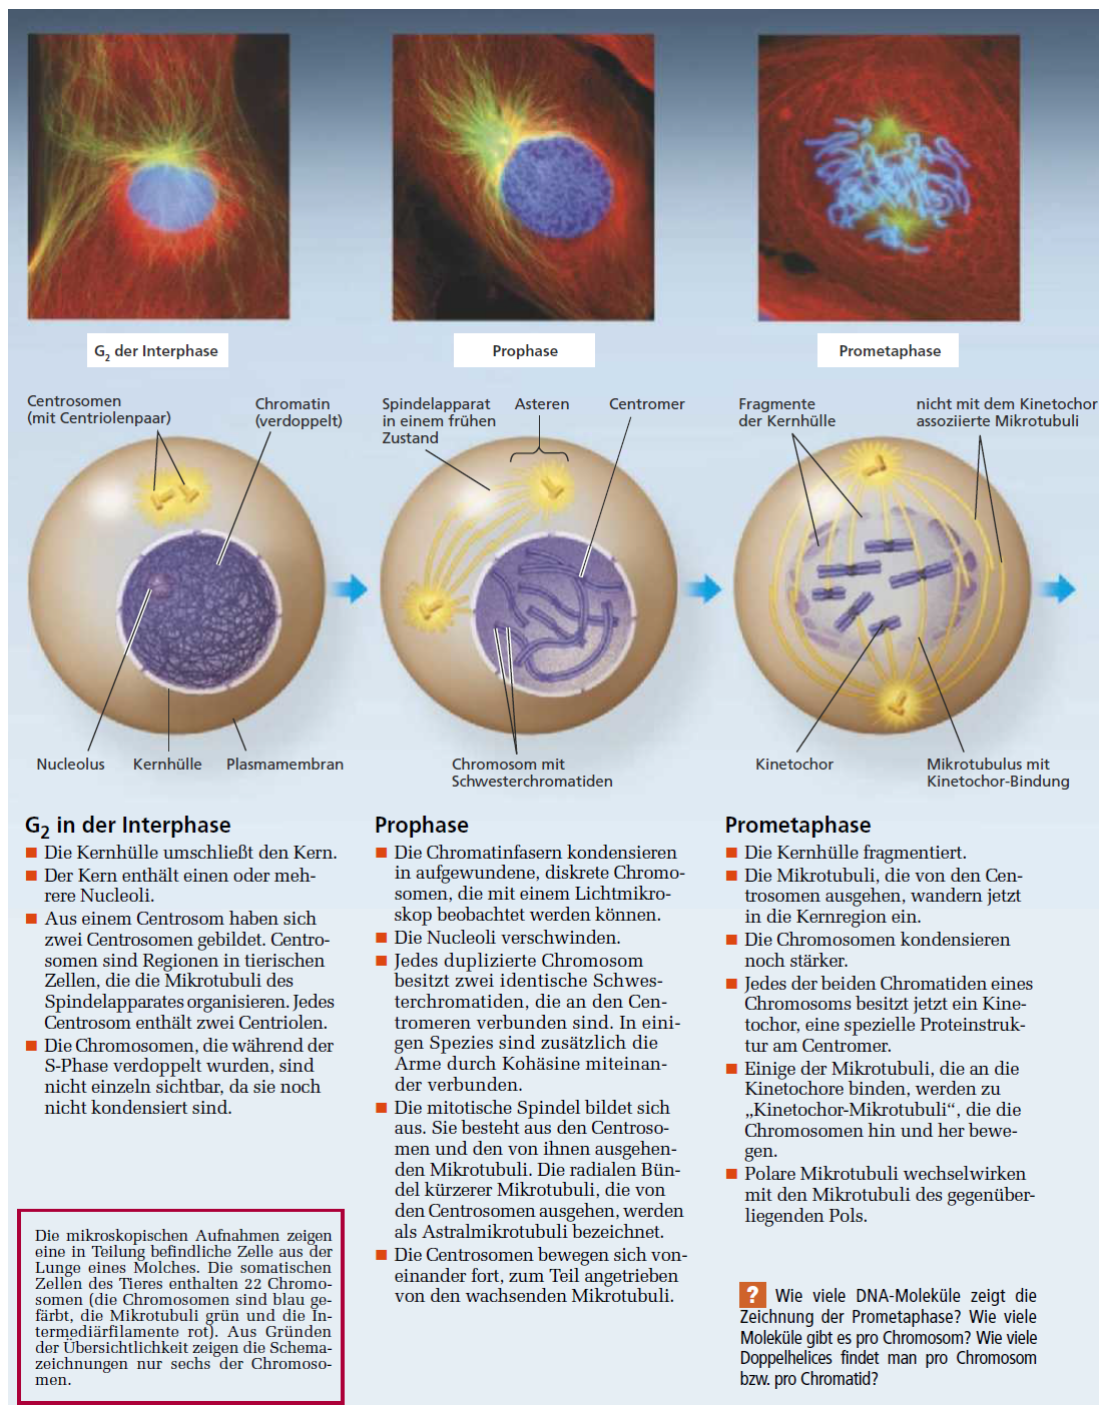 G2 der Interphase
Prophase
Prometaphase
Centrosomen
(mit Centriolenpaar)
Chromatin
(verdoppelt)
Spindelapparat
in einem frühen
Zustand
Asteren
Centromer
Fragmente
der Kernhülle
nicht mit dem Kinetochor
assoziierte Mikrotubuli
Nucleolus
Kernhülle
Plasmamembran
Chromosom mit
Schwesterchromatiden
Kinetochor
Mikrotubulus mit
Kinetochor-Bindung
G2 in der Interphase
■ Die Kernhülle umschließt den Kern.
■ Der Kern enthält einen oder meh-
rere Nucleoli.
■ Aus einem Centrosom haben sich
zwei Centrosomen gebildet. Centro-
somen sind Regionen in tierischen
Zellen, die die Mikrotubuli des
Spindelapparates organisieren. Jedes
Centrosom enthält zwei Centriolen.
■ Die Chromosomen, die während der
S-Phase verdoppelt wurden, sind
nicht einzeln sichtbar, da sie noch
nicht kondensiert sind.
Die mikroskopischen Aufnahmen zeigen
eine in Teilung befindliche Zelle aus der
Lunge eines Molches. Die somatischen
Zellen des Tieres enthalten 22 Chromo-
somen (die Chromosomen sind blau ge-
färbt, die Mikrotubuli grün und die In-
termediärfilamente rot). Aus Gründen
der Übersichtlichkeit zeigen die Schema-
zeichnungen nur sechs der Chromoso-
men.
Prophase
■ Die Chromatinfasern kondensieren
in aufgewundene, diskrete Chromo-
somen, die mit einem Lichtmikro-
skop beobachtet werden können.
■ Die Nucleoli verschwinden.
■ Jedes duplizierte Chromosom
besitzt zwei identische Schwes-
terchromatiden, die an den Cen-
tromeren verbunden sind. In eini-
gen Spezies sind zusätzlich die
Arme durch Kohäsine miteinan-
der verbunden.
■ Die mitotische Spindel bildet sich
aus. Sie besteht aus den Centroso-
men und den von ihnen ausgehen-
den Mikrotubuli. Die radialen Bün-
del kürzerer Mikrotubuli, die von
den Centrosomen ausgehen, werden
als Astralmikrotubuli bezeichnet.
■ Die Centrosomen bewegen sich von-
einander fort, zum Teil angetrieben
von den wachsenden Mikrotubuli.
Prometaphase
■ Die Kernhülle fragmentiert.
■ Die Mikrotubuli, die von den Cen-
trosomen ausgehen, wandern jetzt
in die Kernregion ein.
■ Die Chromosomen kondensieren
noch stärker.
■ Jedes der beiden Chromatiden eines
Chromosoms besitzt jetzt ein Kine-
tochor, eine spezielle Proteinstruk-
tur am Centromer.
■ Einige der Mikrotubuli, die an die
Kinetochore binden, werden zu
„Kinetochor-Mikrotubuli“, die die
Chromosomen hin und her bewe-
gen.
■ Polare Mikrotubuli wechselwirken
mit den Mikrotubuli des gegenüber-
liegenden Pols.
? Wie viele DNA-Moleküle zeigt die
Zeichnung der Prometaphase? Wie viele
Moleküle gibt es pro Chromosom? Wie viele
Doppelhelices findet man pro Chromosom
bzw. pro Chromatid?